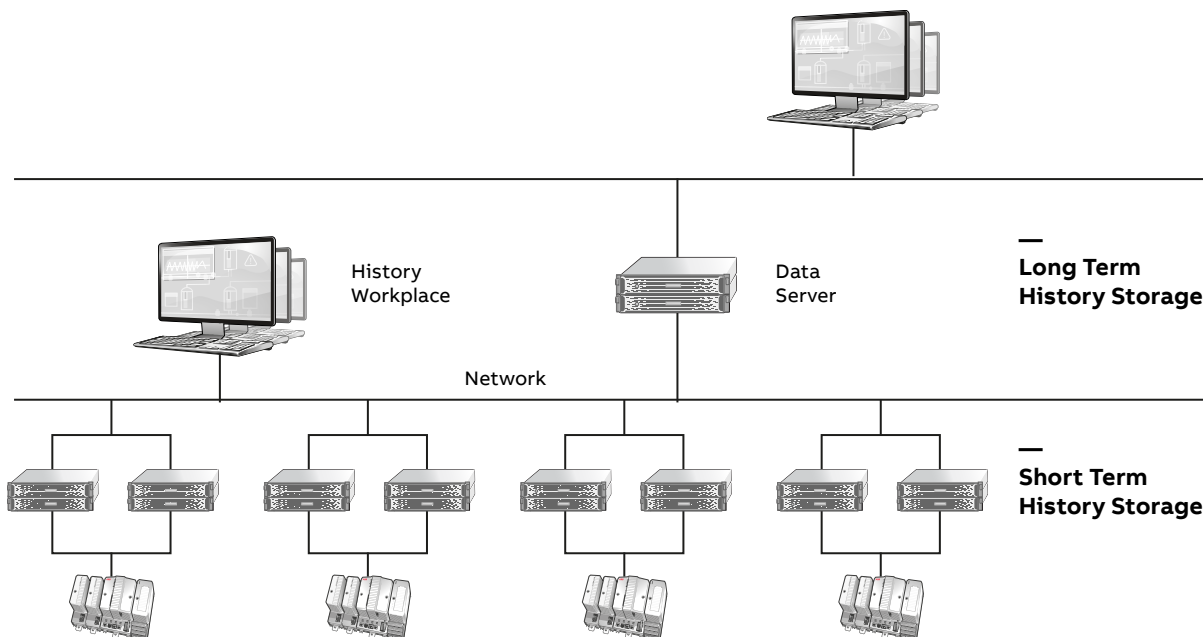 History
Workplace
Data
Server
Long Term
History Storage
Network
Short Term
History Storage